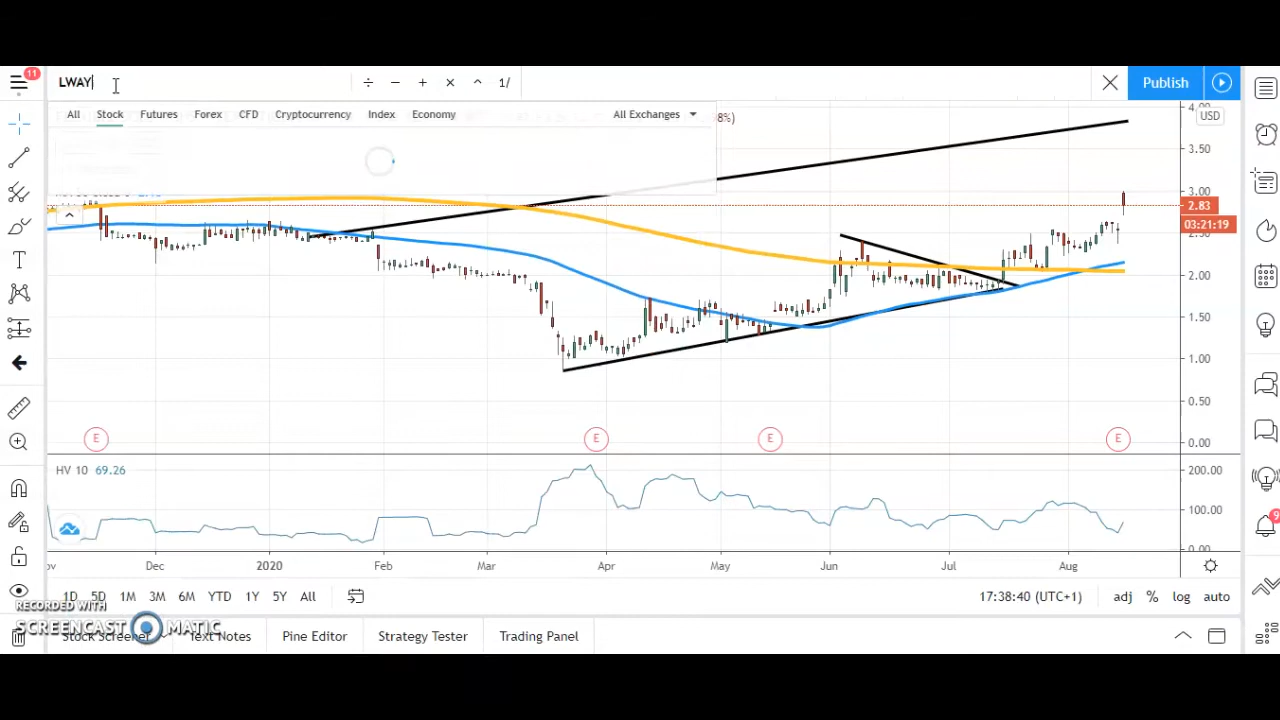 11
LWAY
÷ − + × ^ 1/
Publish
All Stock Futures Forex CFD Cryptocurrency Index Economy All Exchanges
8%)
4.00
USD
3.50
3.00
2.83
03:21:19
2.50
2.00
1.50
1.00
0.50
0.00
E E E E
HV 10 69.26
200.00
100.00
0.00
Dec 2020 Feb Mar Apr May Jun Jul Aug
9
1D 5D 1M 3M 6M YTD 1Y 5Y All
17:38:40 (UTC+1) adj % log auto
RECORDED WITH
SCREENCAST MATIC
Stock Screener Text Notes Pine Editor Strategy Tester Trading Panel